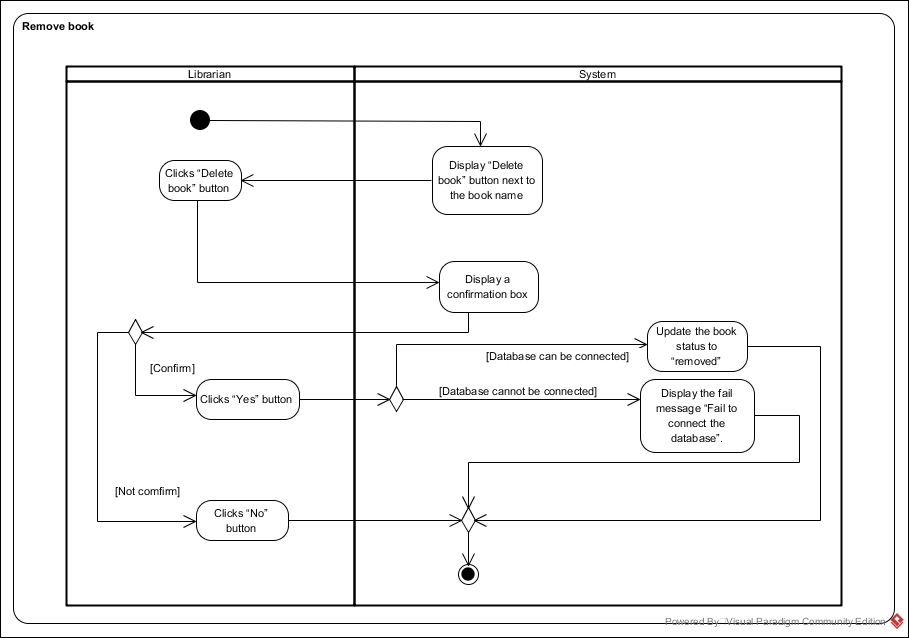 Remove book
Librarian
System
Display “Delete
book” button next to
the book name
Clicks “Delete
book” button
Display a
confirmation box
Update the book
status to
“removed”
[Database can be connected]
[Confirm]
Clicks “Yes” button
[Database cannot be connected]
Display the fail
message “Fail to
connect the
database”.
[Not comfirm]
Clicks “No”
button
Powered By Visual Paradigm Community Edition